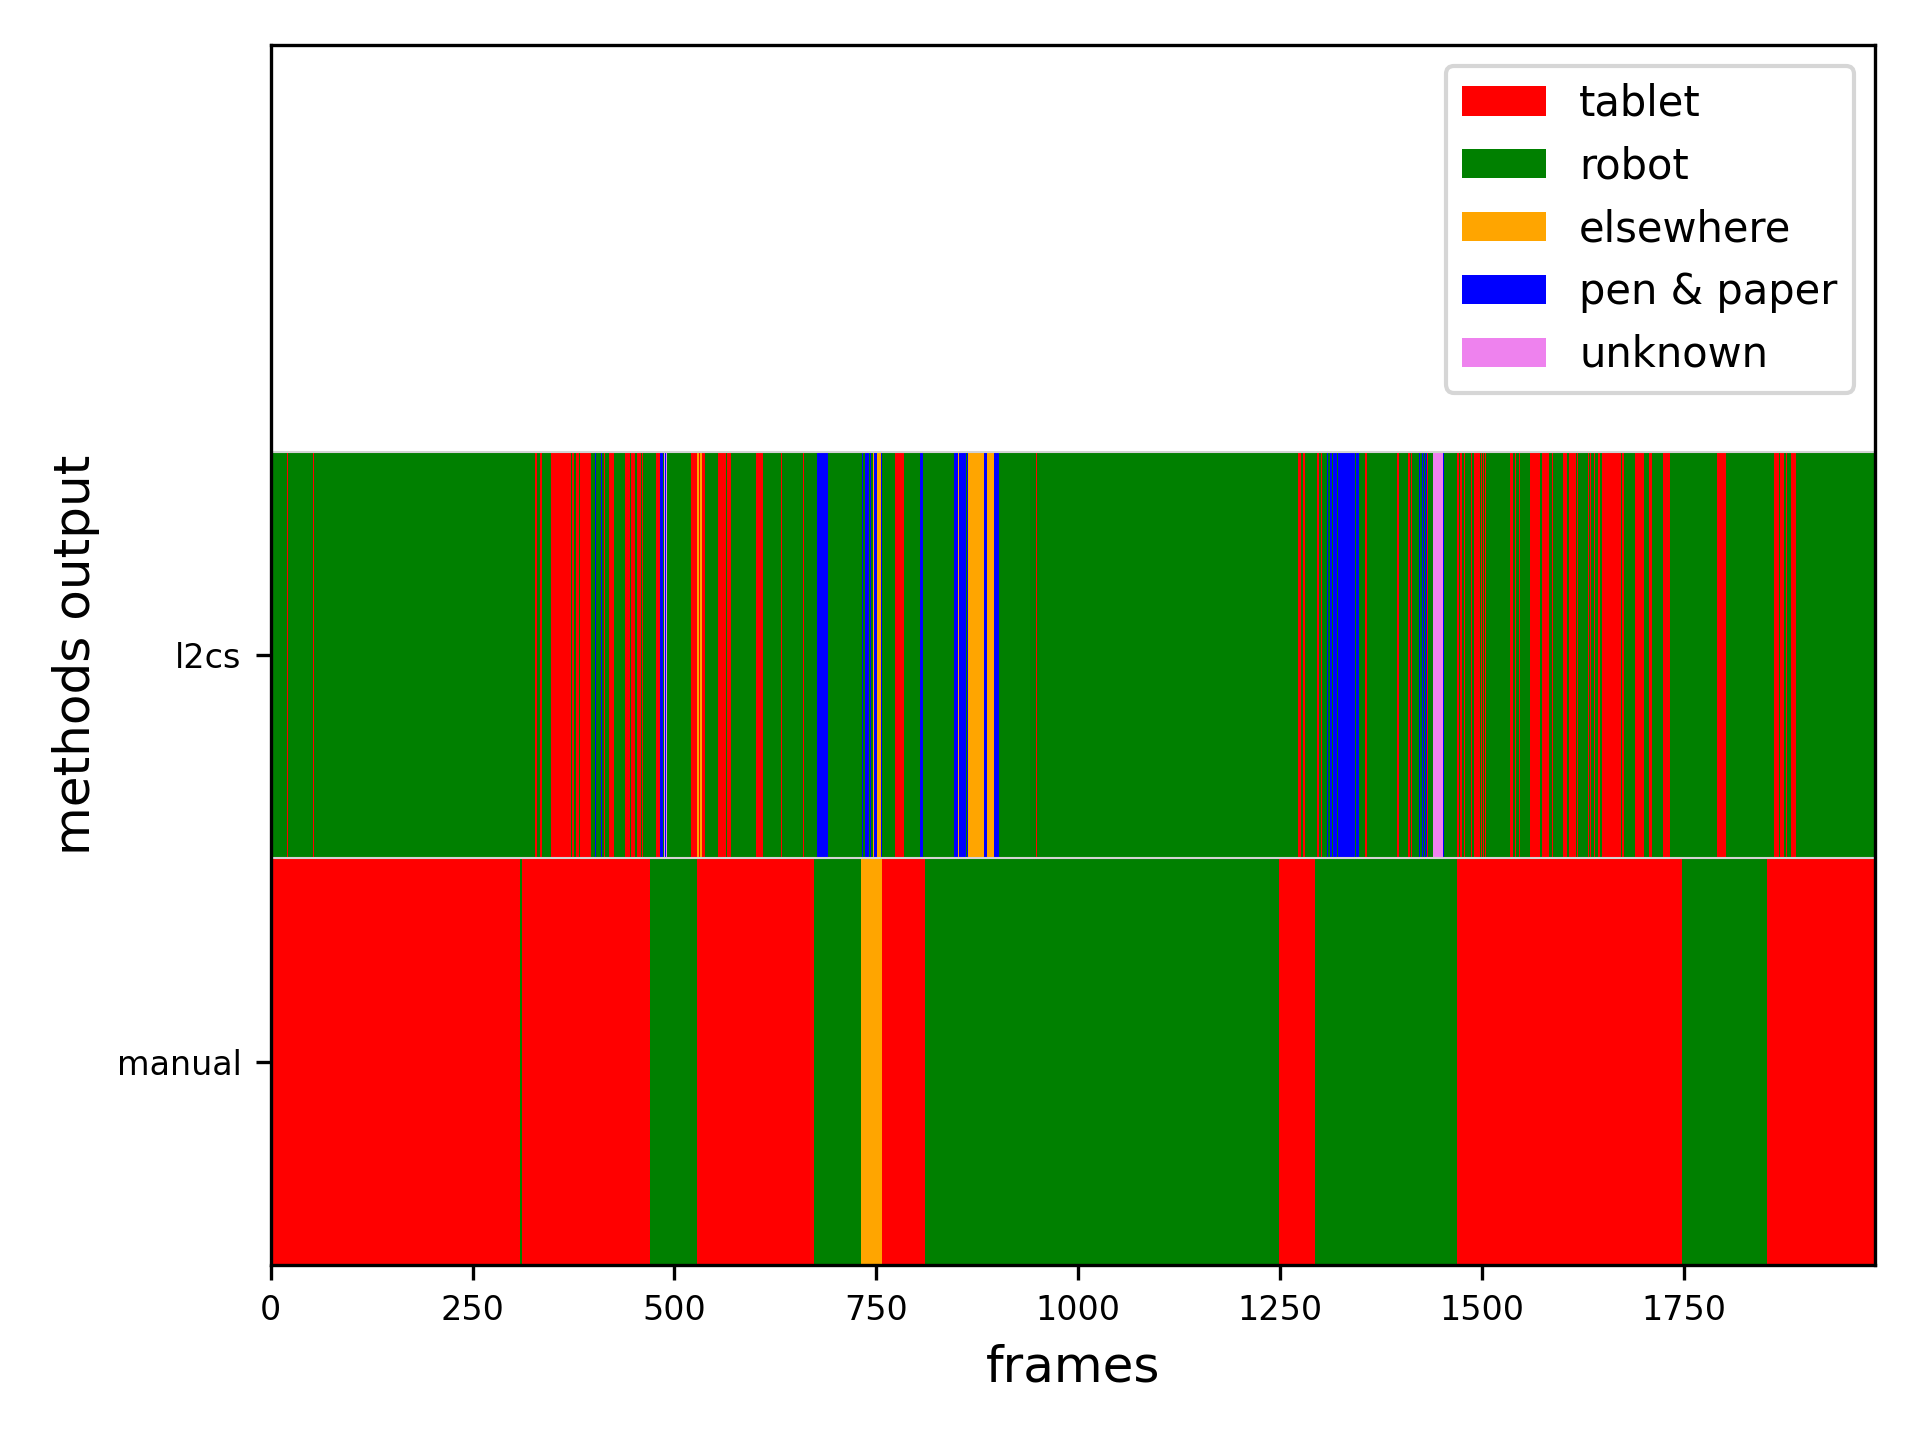 tablet
robot
elsewhere
pen & paper
unknown
methods output
l2cs
manual
0 250 500 750 1000 1250 1500 1750
frames